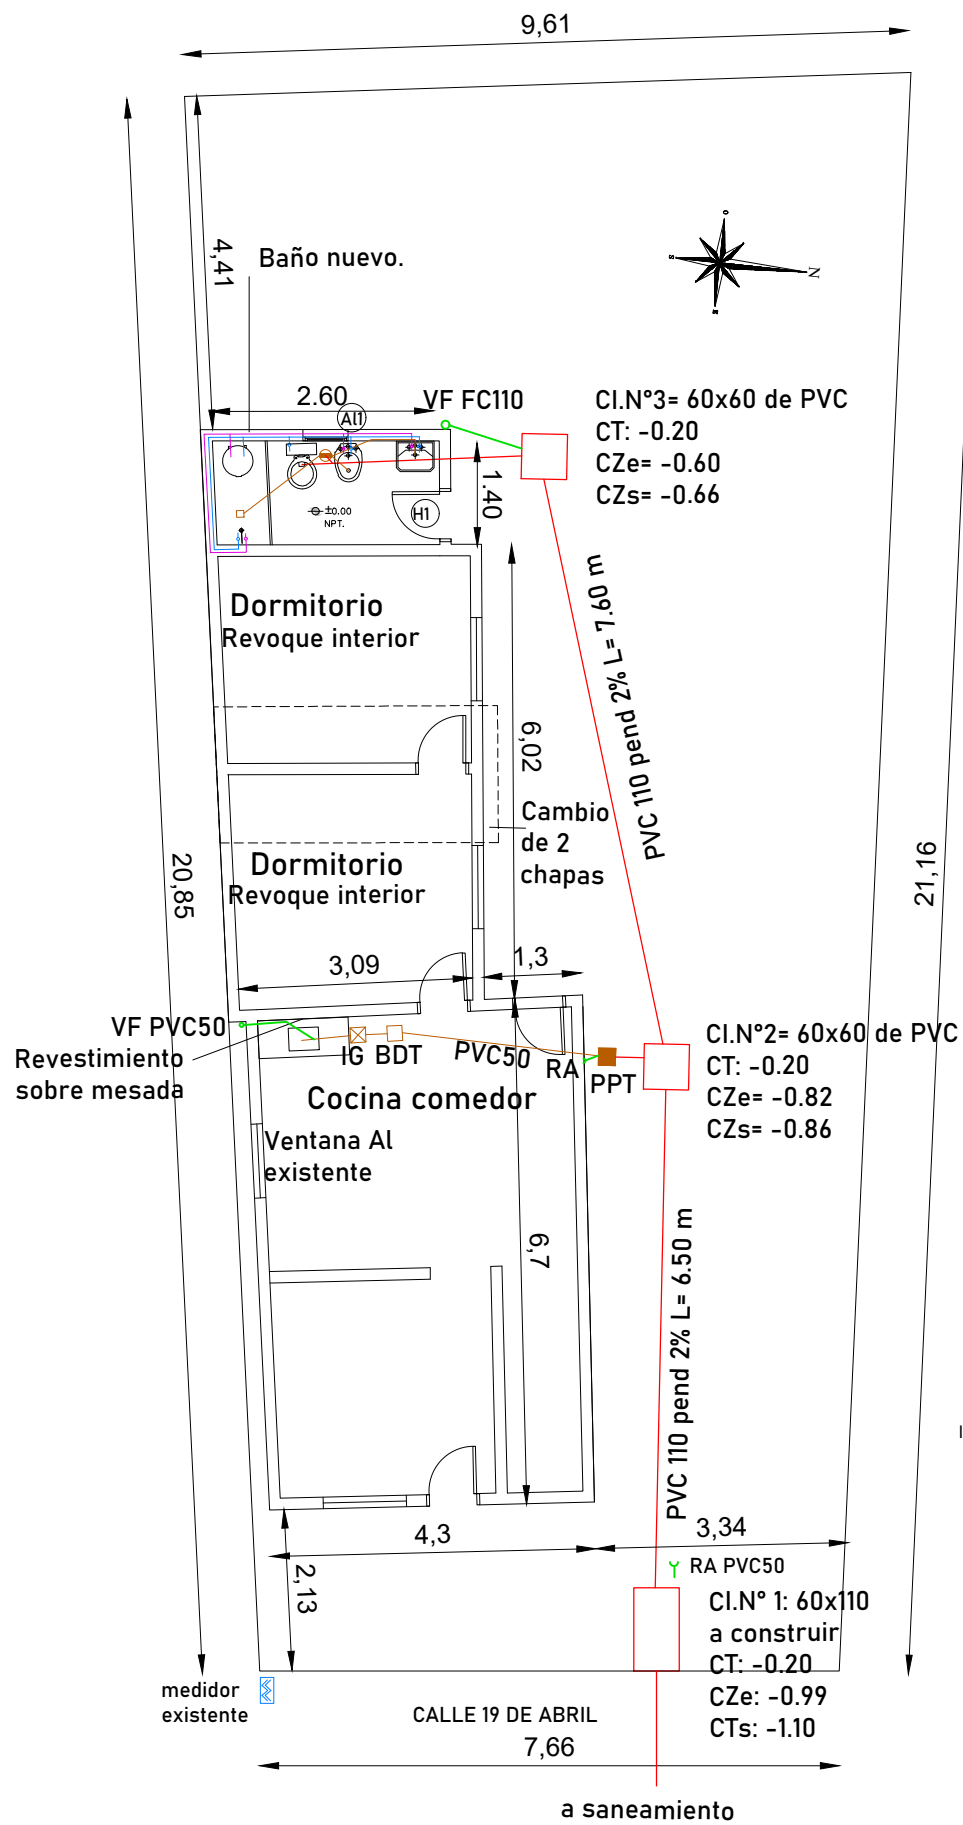 9,61
4,41
Baño nuevo.
O
S
N
E
2.60
VF FC110
Al1
CI.N°3= 60x60 de PVC
CT: -0.20
CZe= -0.60
CZs= -0.66
1.40
±0.00
NPT.
H1
Dormitorio
Revoque interior
PVC 110 pend 2% L= 7.60 m
6,02
Cambio
de 2
chapas
20,85
21,16
Dormitorio
Revoque interior
3,09
1,3
VF PVC50
Revestimiento
sobre mesada
IG BDT
PVC50
RA
PPT
CI.N°2= 60x60 de PVC
CT: -0.20
CZe= -0.82
CZs= -0.86
Cocina comedor
Ventana Al
existente
6,7
PVC 110 pend 2% L= 6.50 m
4,3
3,34
2,13
RA PVC50
CI.N° 1: 60x110
a construir
CT: -0.20
CZe: -0.99
CTs: -1.10
medidor
existente
CALLE 19 DE ABRIL
7,66
a saneamiento